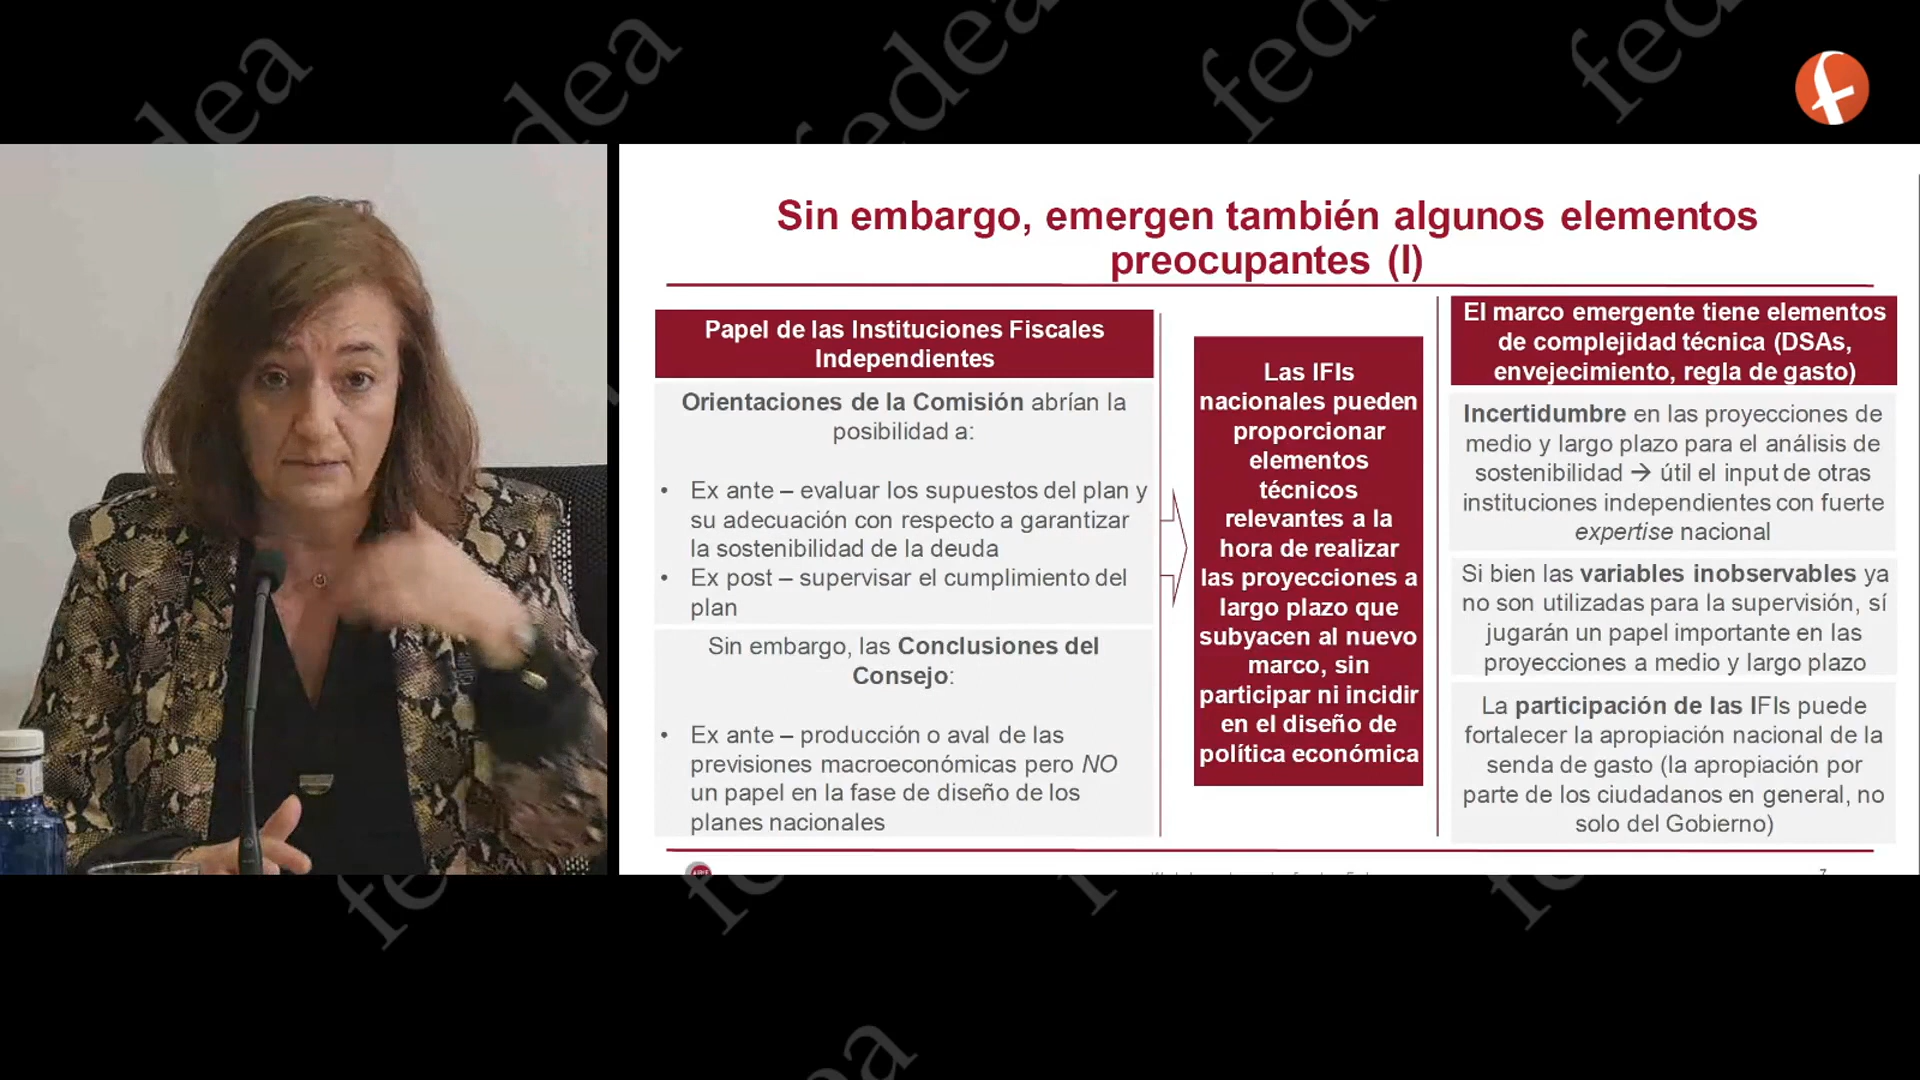 fedea
Sin embargo, emergen también algunos elementos
preocupantes (I)
Papel de las Instituciones Fiscales
Independientes
Orientaciones de la Comisión abrían la
posibilidad a:
• Ex ante – evaluar los supuestos del plan y
su adecuación con respecto a garantizar
la sostenibilidad de la deuda
• Ex post – supervisar el cumplimiento del
plan
Sin embargo, las Conclusiones del
Consejo:
• Ex ante – producción o aval de las
previsiones macroeconómicas pero NO
un papel en la fase de diseño de los
planes nacionales
Las IFIs
nacionales pueden
proporcionar
elementos
técnicos
relevantes a la
hora de realizar
las proyecciones a
largo plazo que
subyacen al nuevo
marco, sin
participar ni incidir
en el diseño de
política económica
El marco emergente tiene elementos
de complejidad técnica (DSAs,
envejecimiento, regla de gasto)
Incertidumbre en las proyecciones de
medio y largo plazo para el análisis de
sostenibilidad → útil el input de otras
instituciones independientes con fuerte
expertise nacional
Si bien las variables inobservables ya
no son utilizadas para la supervisión, sí
jugarán un papel importante en las
proyecciones a medio y largo plazo
La participación de las IFIs puede
fortalecer la apropiación nacional de la
senda de gasto (la apropiación por
parte de los ciudadanos en general, no
solo del Gobierno)